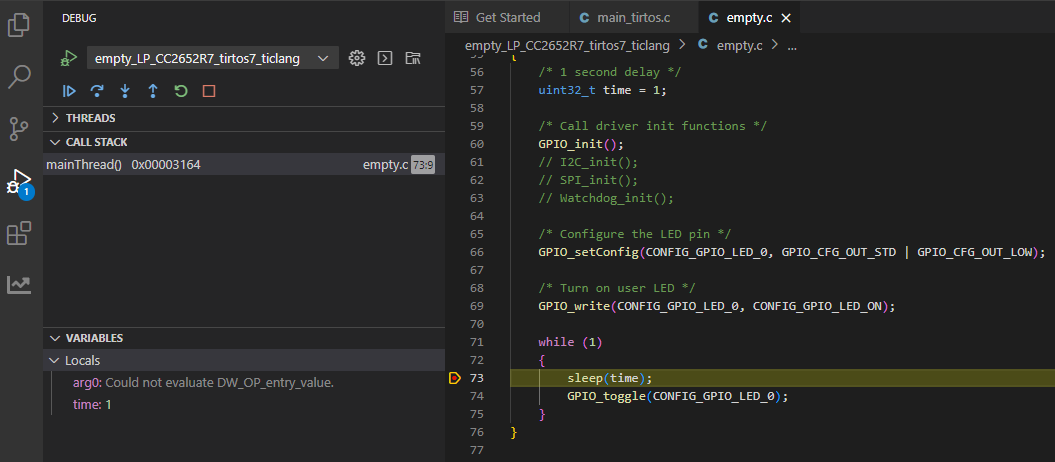 DEBUG
empty_LP_CC2652R7_tirtos7_ticlang
THREADS
CALL STACK
mainThread() 0x00003164 empty.c 73:9
1
VARIABLES
Locals
arg0: Could not evaluate DW_OP_entry_value.
time: 1
Get Started main_tirtos.c empty.c
empty_LP_CC2652R7_tirtos7_ticlang > empty.c > ...
55 {
56 /* 1 second delay */
57 uint32_t time = 1;
58
59 /* Call driver init functions */
60 GPIO_init();
61 // I2C_init();
62 // SPI_init();
63 // Watchdog_init();
64
65 /* Configure the LED pin */
66 GPIO_setConfig(CONFIG_GPIO_LED_0, GPIO_CFG_OUT_STD | GPIO_CFG_OUT_LOW);
67
68 /* Turn on user LED */
69 GPIO_write(CONFIG_GPIO_LED_0, CONFIG_GPIO_LED_ON);
70
71 while (1)
72 {
73 sleep(time);
74 GPIO_toggle(CONFIG_GPIO_LED_0);
75 }
76 }
77